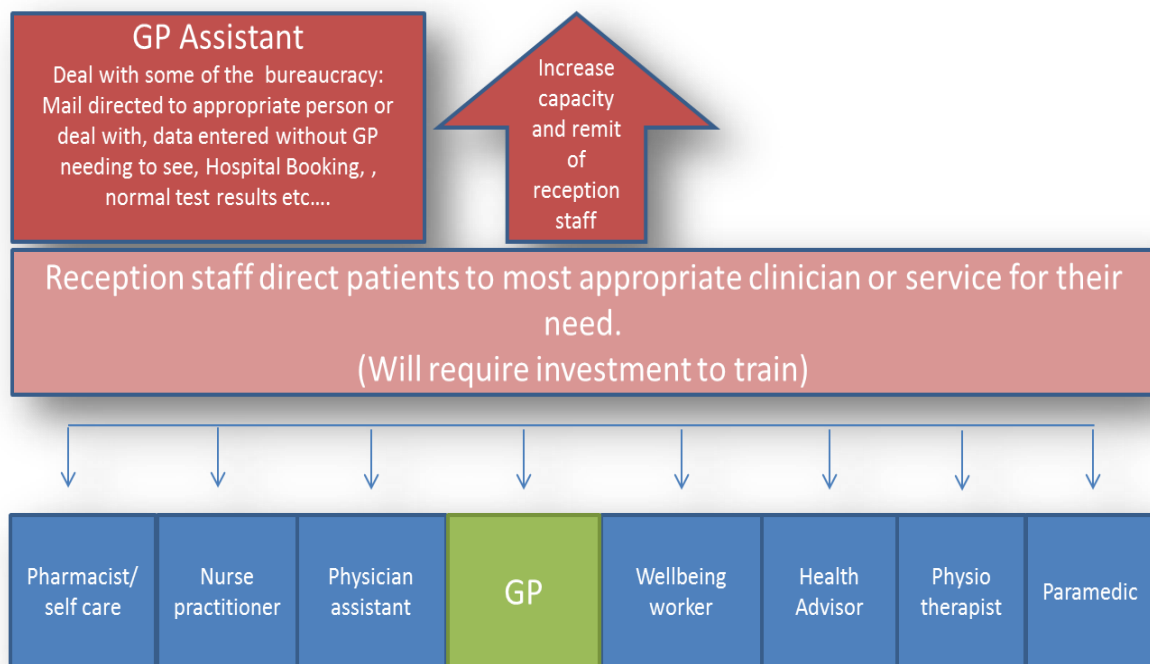 GP Assistant
Deal with some of the bureaucracy:
Mail directed to appropriate person or
deal with, data entered without GP
needing to see, Hospital Booking, ,
normal test results etc....
Increase
capacity
and remit
of
reception
staff
Reception staff direct patients to most appropriate clinician or service for their
need.
(Will require investment to train)
Pharmacist/
self care
Nurse
practitioner
Physician
assistant
GP
Wellbeing
worker
Health
Advisor
Physio
therapist
Paramedic